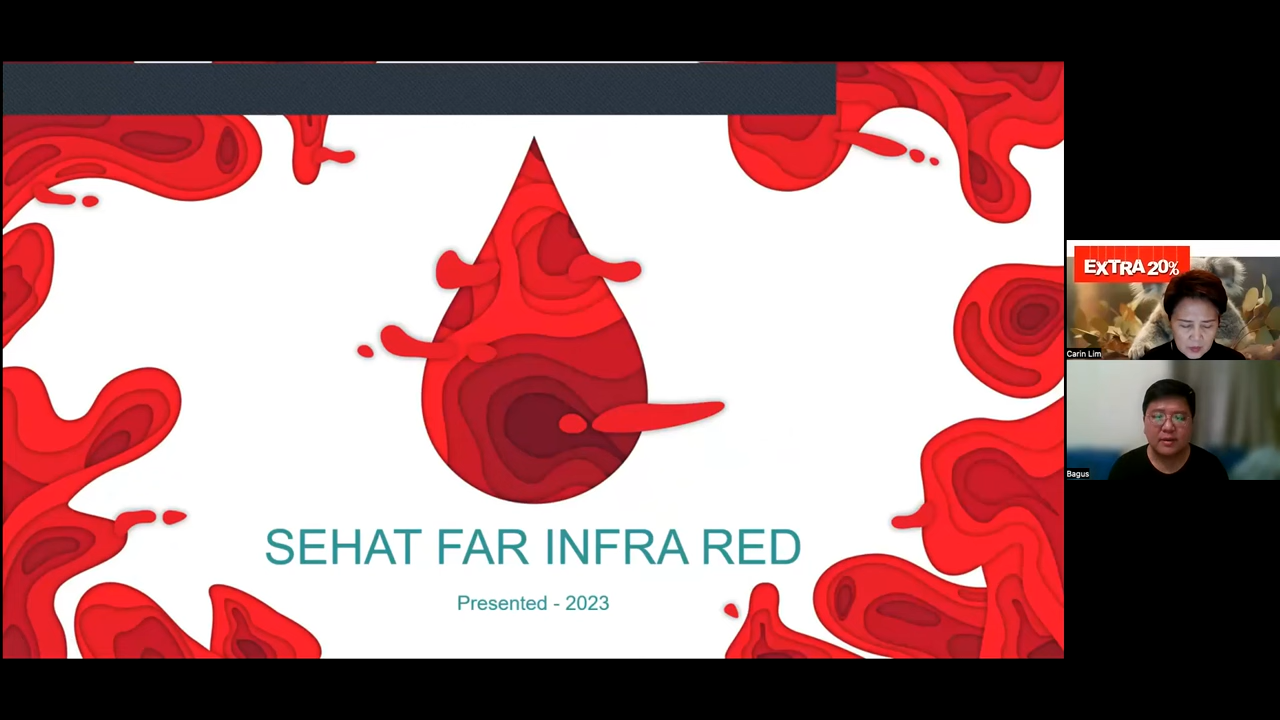 SEHAT FAR INFRA RED
Presented - 2023
EXTRA 20%
Carin Lim
Bagus